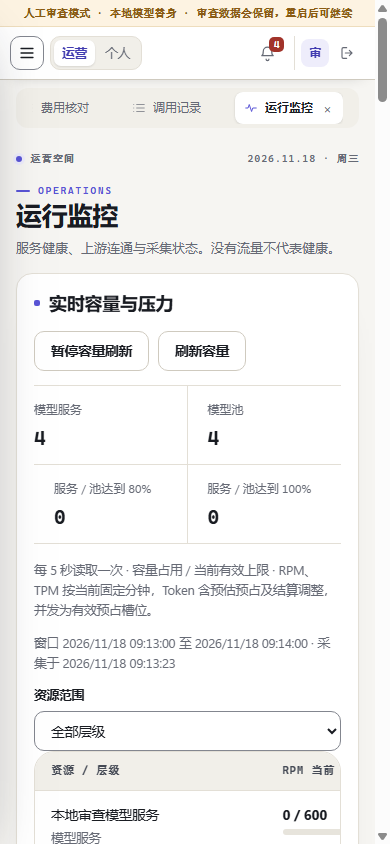 人工审查模式 · 本地模型替身 · 审查数据会保留，重启后可继续
运营 个人 4 审
费用核对 调用记录 运行监控 ×
运营空间 2026.11.18 · 周三
OPERATIONS
运行监控
服务健康、上游连通与采集状态。没有流量不代表健康。
实时容量与压力
暂停容量刷新 刷新容量
模型服务 模型池
4 4
服务 / 池达到 80% 服务 / 池达到 100%
0 0
每 5 秒读取一次 · 容量占用 / 当前有效上限 · RPM、
TPM 按当前固定分钟，Token 含预估预占及结算调整，
并发为有效预占槽位。
窗口 2026/11/18 09:13:00 至 2026/11/18 09:14:00 · 采
集于 2026/11/18 09:13:23
资源范围
全部层级
资源 / 层级 RPM 当前
本地审查模型服务 0 / 600
模型服务